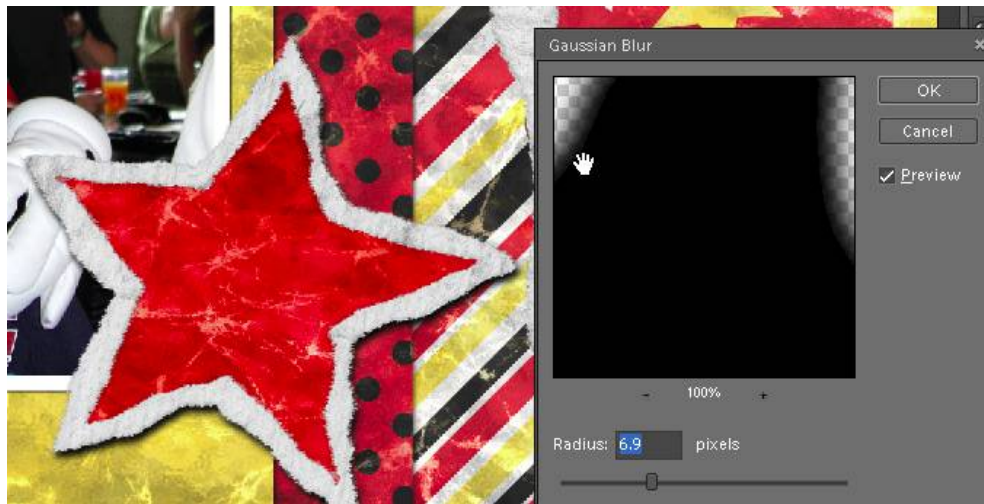 Gaussian Blur
OK
Cancel
Preview
- 100% +
Radius: 6.9 pixels